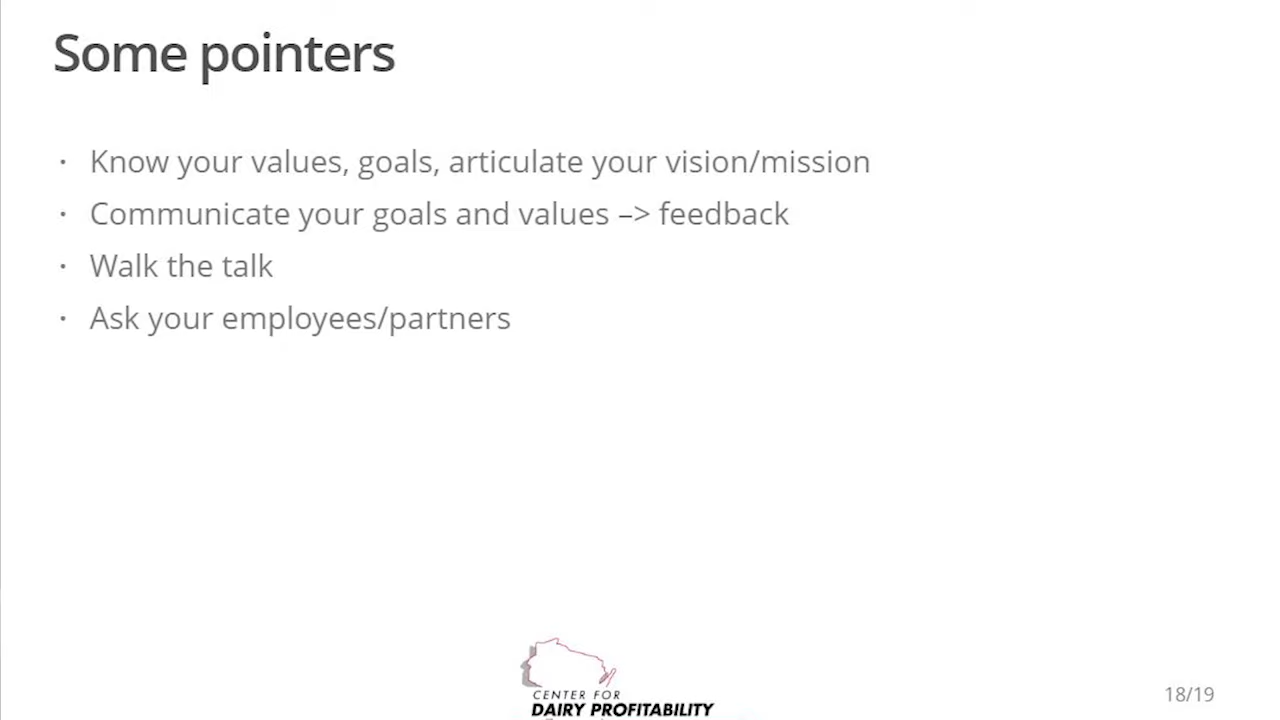 Some pointers
· Know your values, goals, articulate your vision/mission
· Communicate your goals and values –> feedback
· Walk the talk
· Ask your employees/partners
CENTER FOR
DAIRY PROFITABILITY
18/19